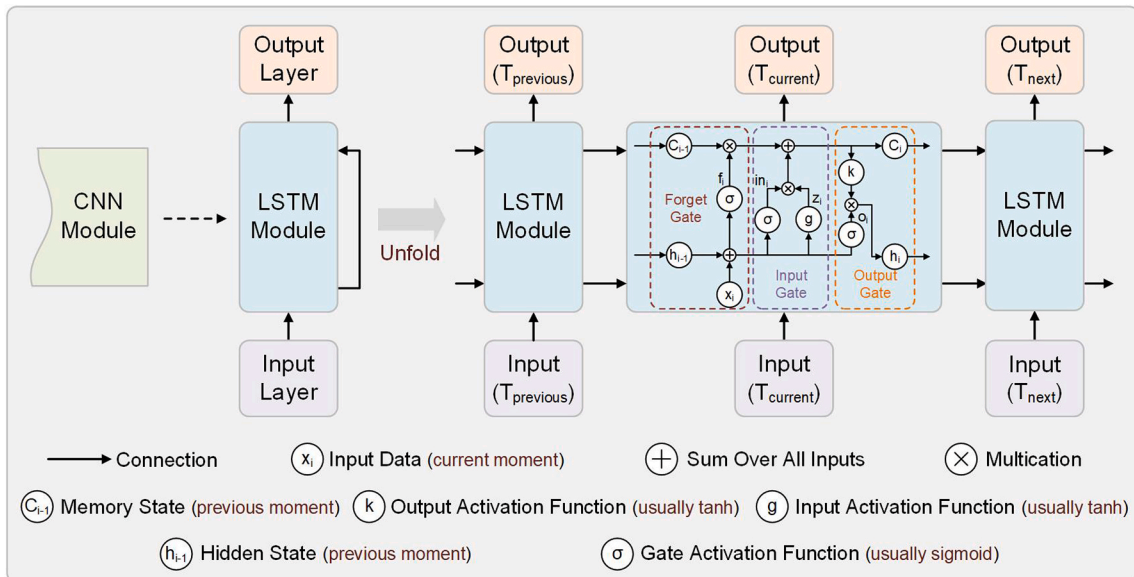 Output
Layer
Output
(Tprevious)
Output
(Tcurrent)
Output
(Tnext)
CNN
Module
LSTM
Module
Unfold
LSTM
Module
Ci-1
×
+
Ci
fi
ini
zi
k
σ
×
×
Forget
Gate
σ
g
oi
σ
hi-1
+
hi
xi
Input
Gate
Output
Gate
LSTM
Module
Input
Layer
Input
(Tprevious)
Input
(Tcurrent)
Input
(Tnext)
Connection
xi Input Data (current moment)
+ Sum Over All Inputs
× Multication
Ci-1 Memory State (previous moment)
k Output Activation Function (usually tanh)
g Input Activation Function (usually tanh)
hi-1 Hidden State (previous moment)
σ Gate Activation Function (usually sigmoid)